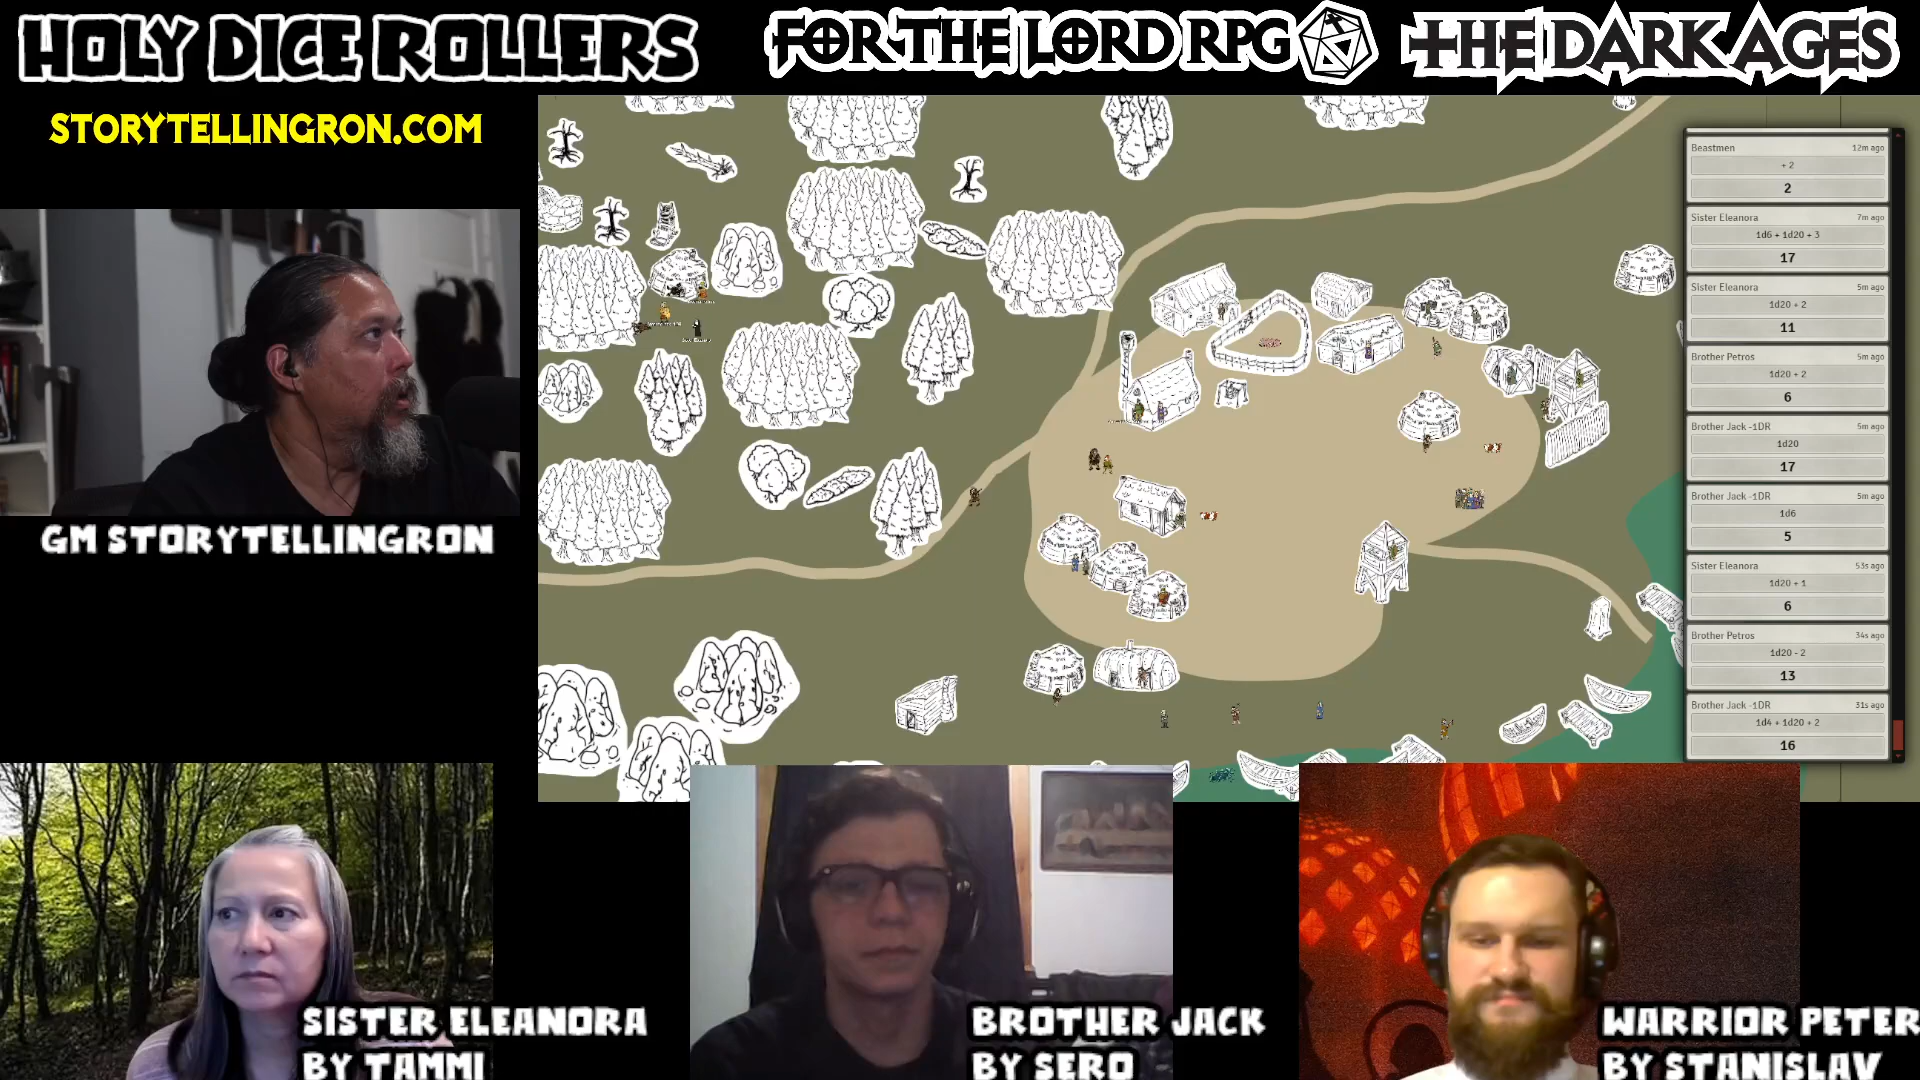 HOLY DICE ROLLERS
FOR THE LORD RPG
THE DARK AGES
STORYTELLINGRON.COM
GM STORYTELLINGRON
Beastmen 12m ago
+ 2
2
Sister Eleanora 7m ago
1d6 + 1d20 + 3
17
Sister Eleanora 5m ago
1d20 + 2
11
Brother Petros 5m ago
1d20 + 2
6
Brother Jack -1DR 5m ago
1d20
17
Brother Jack -1DR 5m ago
1d6
5
Sister Eleanora 53s ago
1d20 + 1
6
Brother Petros 34s ago
1d20 - 2
13
Brother Jack -1DR 31s ago
1d4 + 1d20 + 2
16
SISTER ELEANORA
BY TAMMI
BROTHER JACK
BY SERO
WARRIOR PETER
BY STANISLAV